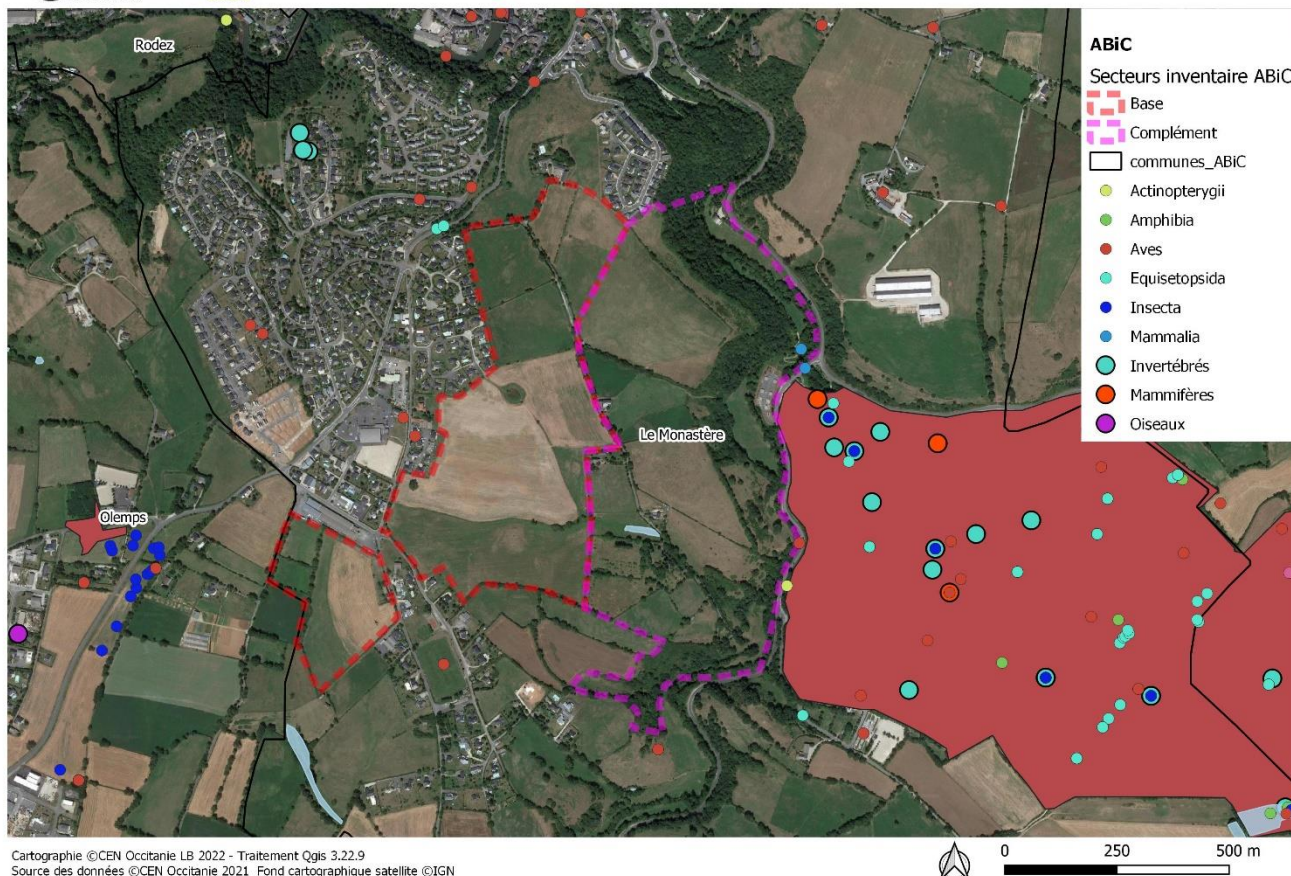 Rodez
Le Monastère
Olemps
ABiC
Secteurs inventaire ABiC
Base
Complément
communes_ABiC
Actinopterygii
Amphibia
Aves
Equisetopsida
Insecta
Mammalia
Invertébrés
Mammifères
Oiseaux
Cartographie ©CEN Occitanie LB 2022 - Traitement Qgis 3.22.9
Source des données ©CEN Occitanie 2021 Fond cartographique satellite ©IGN
0 250 500 m